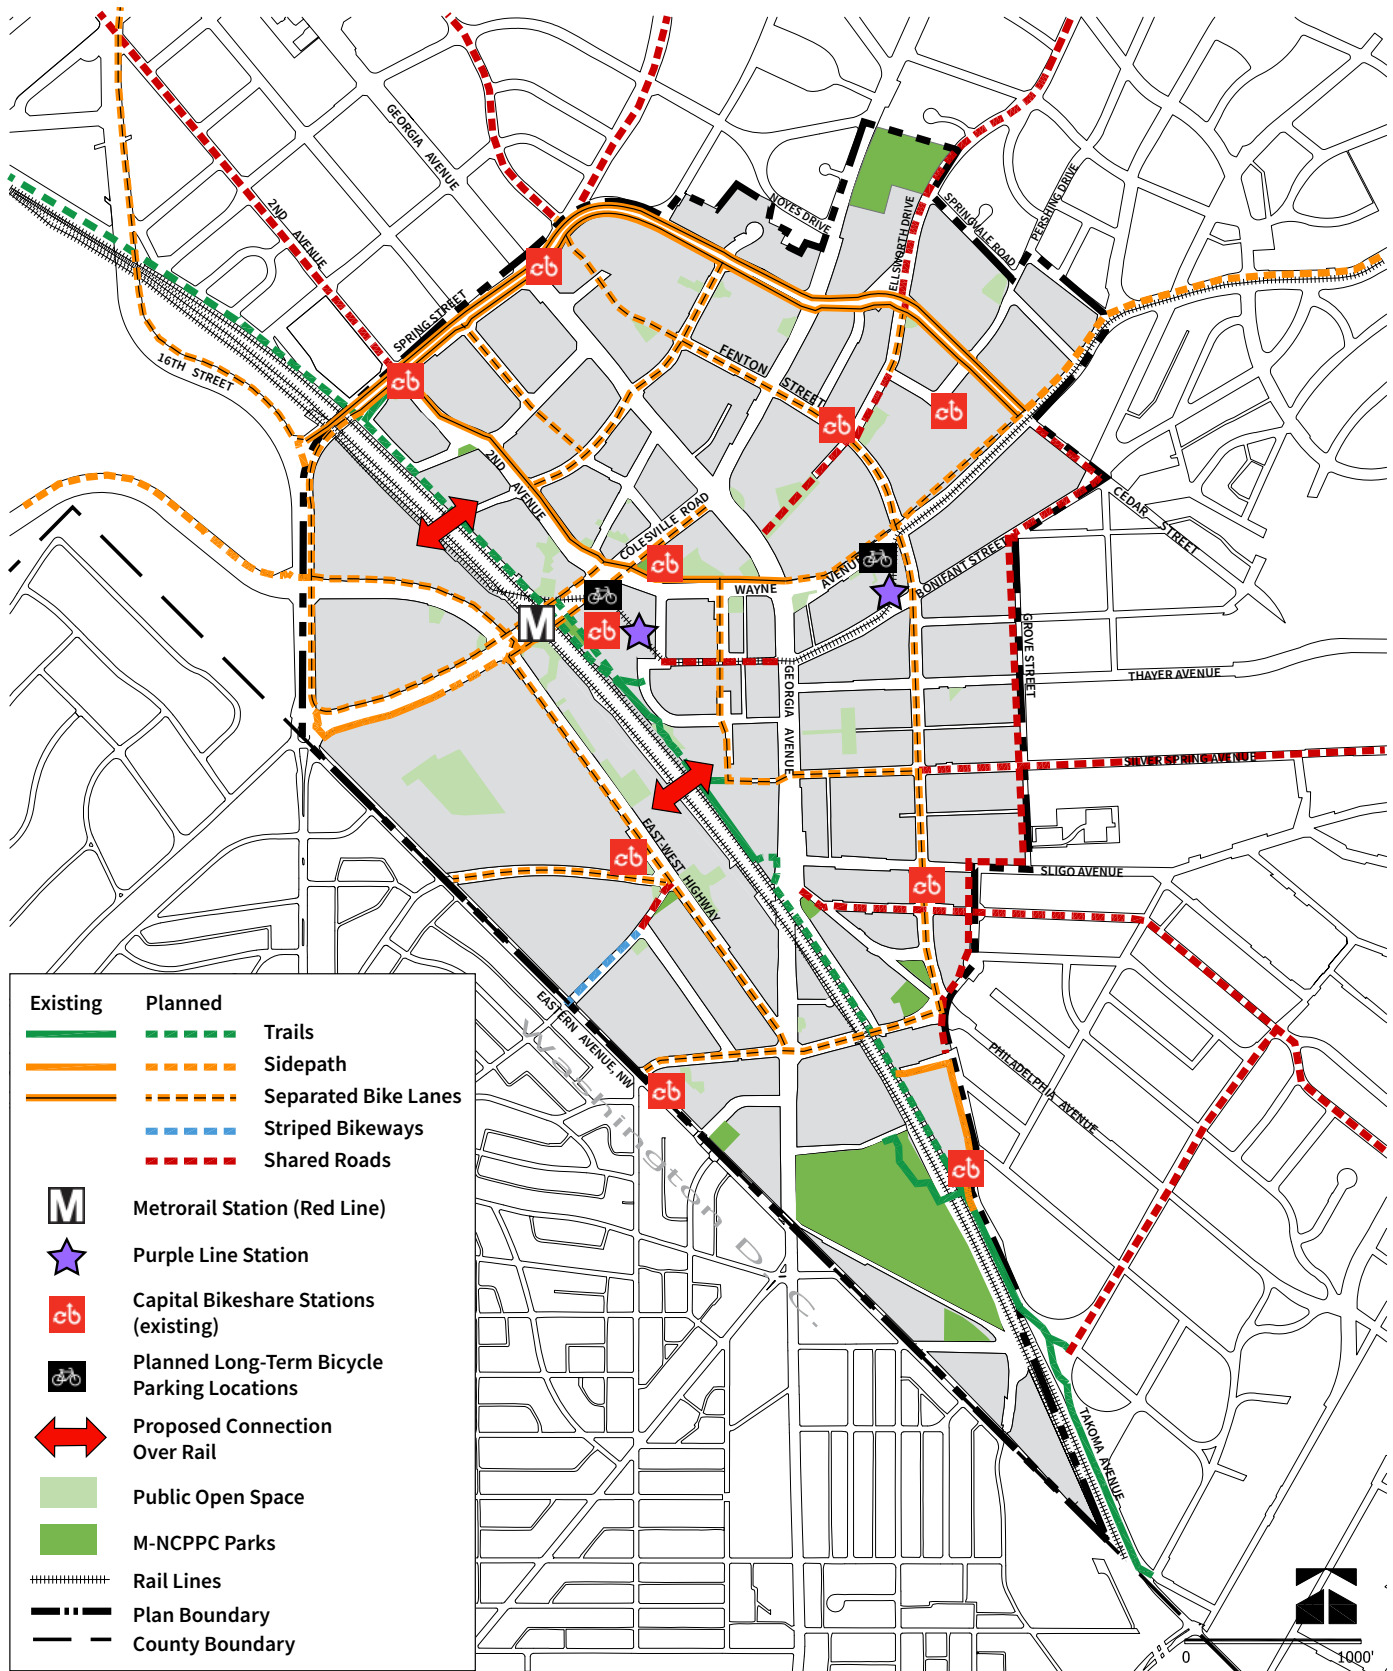 GEORGIA AVENUE
2ND AVENUE
NOYES DRIVE
ELLSWORTH DRIVE
SPRINGVALE ROAD
PERSHING DRIVE
SPRING STREET
16TH STREET
FENTON STREET
2ND AVENUE
COLESVILLE ROAD
CEDAR STREET
WAYNE AVENUE
BONIFANT STREET
M
GROVE STREET
THAYER AVENUE
GEORGIA AVENUE
SILVER SPRING AVENUE
EAST-WEST HIGHWAY
SLIGO AVENUE
EASTERN AVENUE, NW
Washington D.C.
PHILADELPHIA AVENUE
TAKOMA AVENUE
Existing Planned
Trails
Sidepath
Separated Bike Lanes
Striped Bikeways
Shared Roads
M Metrorail Station (Red Line)
Purple Line Station
cb Capital Bikeshare Stations
(existing)
Planned Long-Term Bicycle
Parking Locations
Proposed Connection
Over Rail
Public Open Space
M-NCPPC Parks
Rail Lines
Plan Boundary
County Boundary
0 1000'